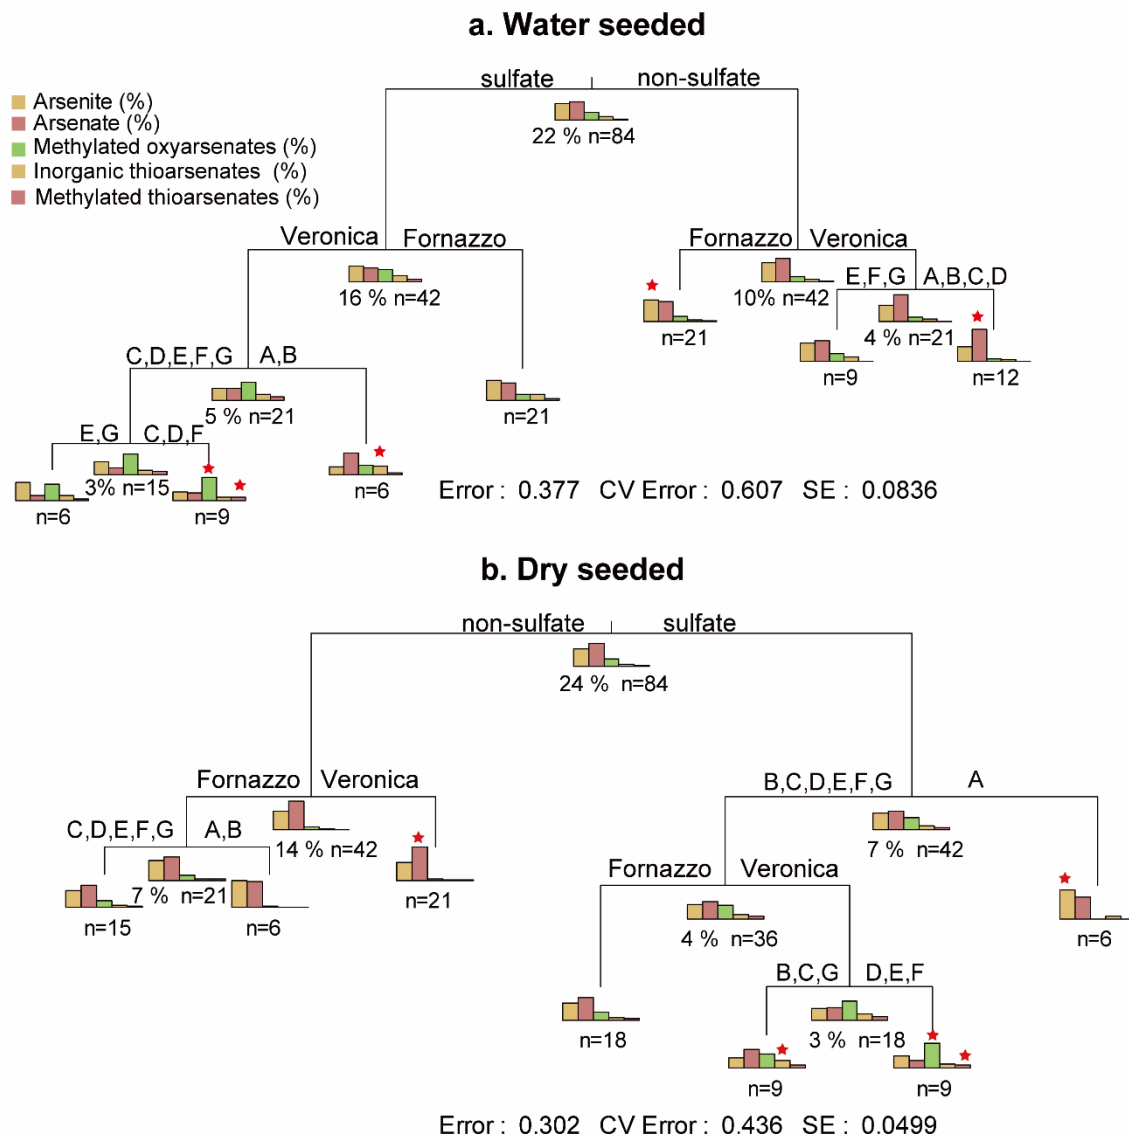 a. Water seeded
sulfate non-sulfate
Arsenite (%)
Arsenate (%)
Methylated oxyarsenates (%)
Inorganic thioarsenates (%)
Methylated thioarsenates (%)
22 % n=84
Veronica Fornazzo
Fornazzo Veronica
16 % n=42
10% n=42
E,F,G A,B,C,D
n=21
4 % n=21
n=9
n=12
C,D,E,F,G A,B
5 % n=21
n=21
E,G C,D,F
3% n=15
n=6
n=9
n=6
Error : 0.377 CV Error : 0.607 SE : 0.0836
b. Dry seeded
non-sulfate sulfate
24 % n=84
Fornazzo Veronica
B,C,D,E,F,G A
C,D,E,F,G A,B
14 % n=42
7 % n=42
7 % n=21
n=21
n=15
n=6
Fornazzo Veronica
4 % n=36
n=6
B,C,G D,E,F
n=18
3 % n=18
n=9
n=9
Error : 0.302 CV Error : 0.436 SE : 0.0499